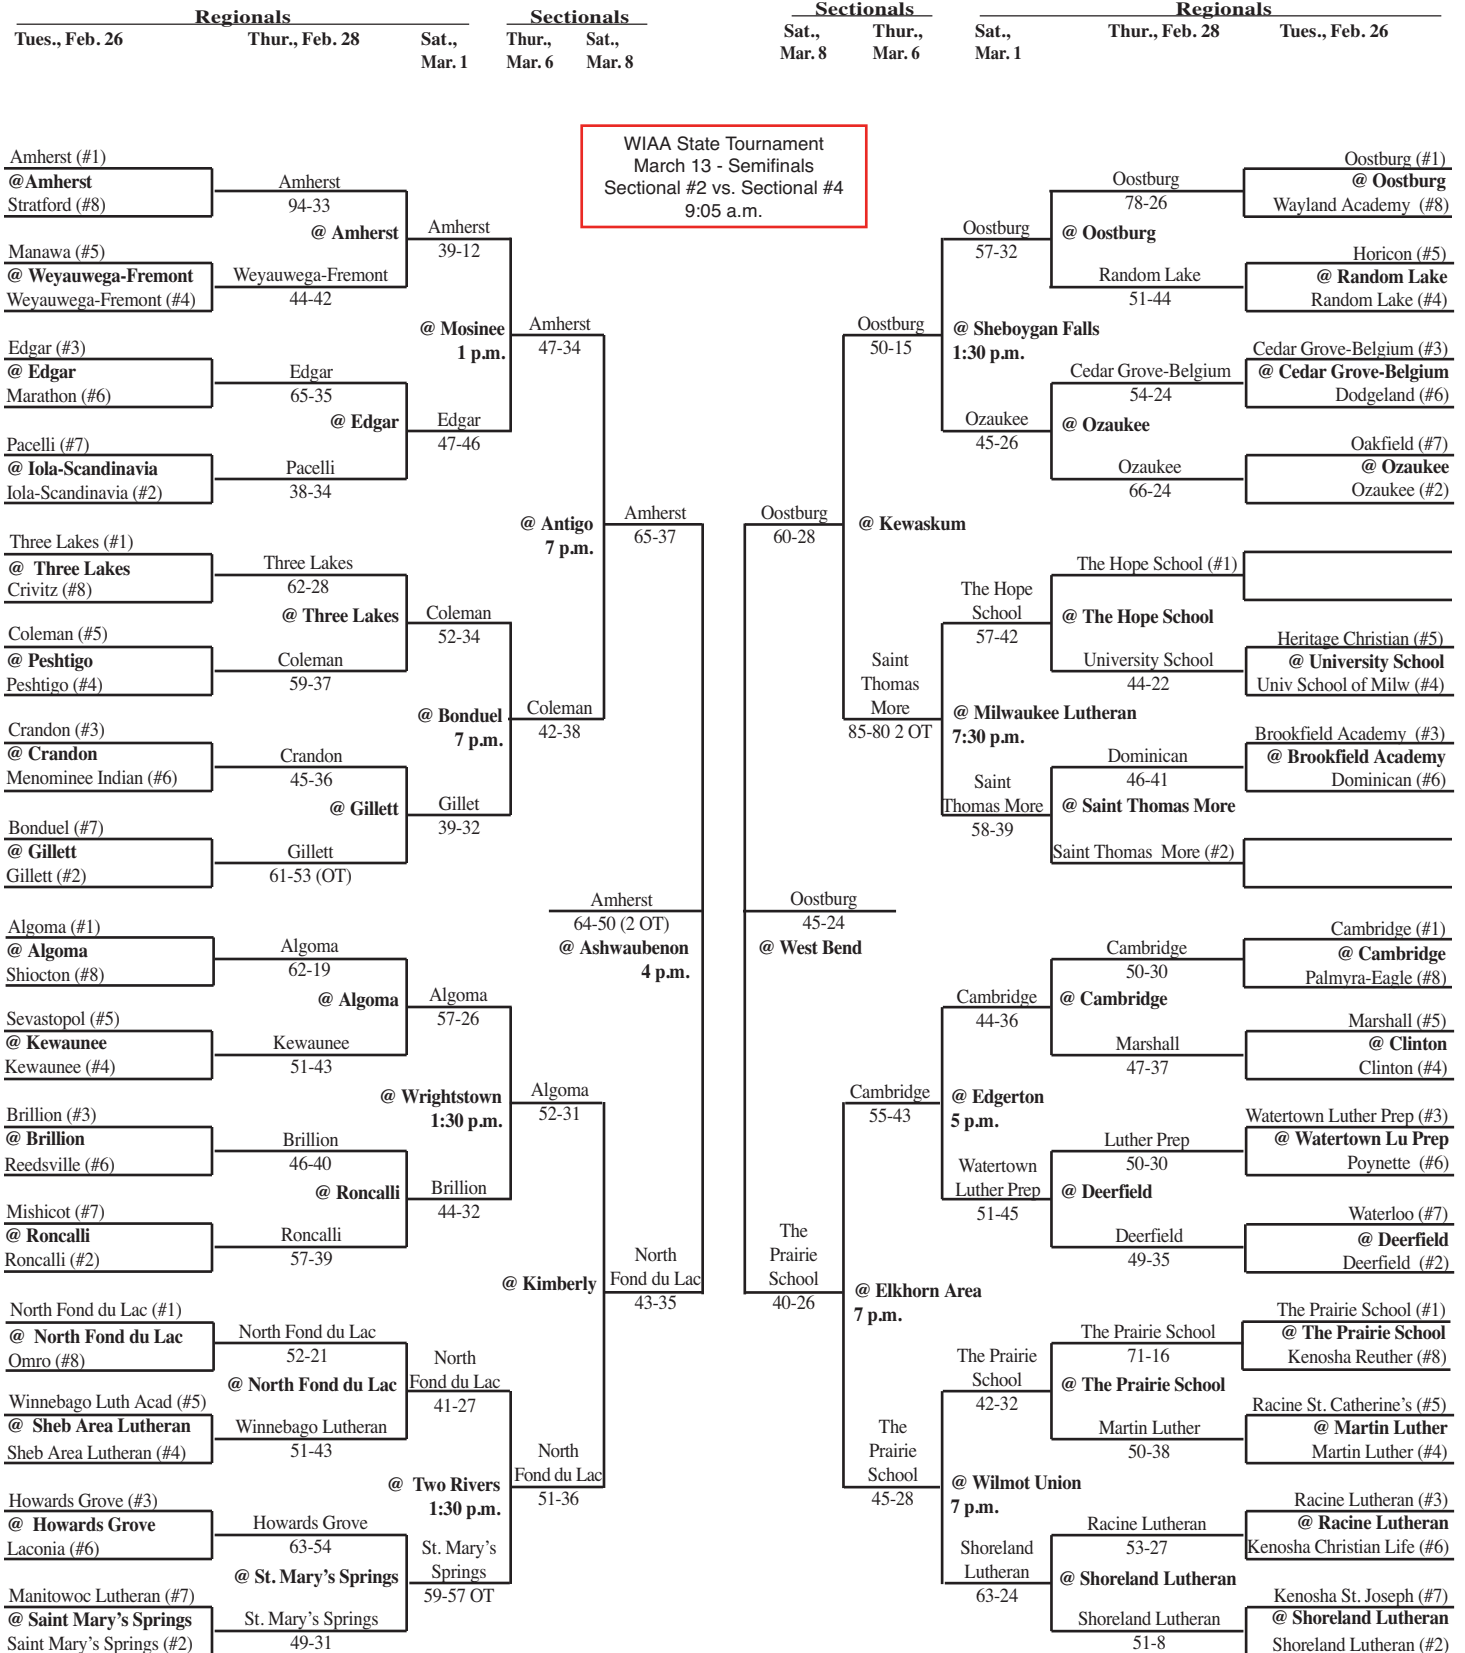 Regionals
Sectionals
Sectionals
Regionals
Tues., Feb. 26
Thur., Feb. 28
Sat.,
Mar. 1
Thur.,
Mar. 6
Sat.,
Mar. 8
Sat.,
Mar. 8
Thur.,
Mar. 6
Sat.,
Mar. 1
Thur., Feb. 28
Tues., Feb. 26
WIAA State Tournament
March 13 - Semifinals
Sectional #2 vs. Sectional #4
9:05 a.m.
Amherst (#1)
@Amherst
Stratford (#8)
Manawa (#5)
@ Weyauwega-Fremont
Weyauwega-Fremont (#4)
Edgar (#3)
@ Edgar
Marathon (#6)
Pacelli (#7)
@ Iola-Scandinavia
Iola-Scandinavia (#2)
Three Lakes (#1)
@ Three Lakes
Crivitz (#8)
Coleman (#5)
@ Peshtigo
Peshtigo (#4)
Crandon (#3)
@ Crandon
Menominee Indian (#6)
Bonduel (#7)
@ Gillett
Gillett (#2)
Algoma (#1)
@ Algoma
Shiocton (#8)
Sevastopol (#5)
@ Kewaunee
Kewaunee (#4)
Brillion (#3)
@ Brillion
Reedsville (#6)
Mishicot (#7)
@ Roncalli
Roncalli (#2)
North Fond du Lac (#1)
@ North Fond du Lac
Omro (#8)
Winnebago Luth Acad (#5)
@ Sheb Area Lutheran
Sheb Area Lutheran (#4)
Howards Grove (#3)
@ Howards Grove
Laconia (#6)
Manitowoc Lutheran (#7)
@ Saint Mary's Springs
Saint Mary's Springs (#2)
Amherst
94-33
@ Amherst
Weyauwega-Fremont
44-42
Edgar
65-35
@ Edgar
Pacelli
38-34
Three Lakes
62-28
@ Three Lakes
Coleman
59-37
Crandon
45-36
@ Gillett
Gillett
61-53 (OT)
Algoma
62-19
@ Algoma
Kewaunee
51-43
Brillion
46-40
@ Roncalli
Roncalli
57-39
North Fond du Lac
52-21
@ North Fond du Lac
Winnebago Lutheran
51-43
Howards Grove
63-54
@ St. Mary's Springs
St. Mary's Springs
49-31
Amherst
39-12
@ Mosinee
1 p.m.
Edgar
47-46
Coleman
52-34
@ Bonduel
7 p.m.
Gillet
39-32
Algoma
57-26
@ Wrightstown
1:30 p.m.
Brillion
44-32
North
Fond du Lac
41-27
@ Two Rivers
1:30 p.m.
St. Mary's
Springs
59-57 OT
Amherst
47-34
@ Antigo
7 p.m.
Coleman
42-38
Algoma
52-31
@ Kimberly
North
Fond du Lac
51-36
Amherst
65-37
Amherst
64-50 (2 OT)
@ Ashwaubenon
4 p.m.
North
Fond du Lac
43-35
Oostburg
60-28
Oostburg
45-24
@ West Bend
The
Prairie
School
40-26
Oostburg
50-15
@ Kewaskum
Saint
Thomas
More
85-80 2 OT
Cambridge
55-43
@ Elkhorn Area
7 p.m.
The
Prairie
School
45-28
Oostburg
57-32
@ Sheboygan Falls
1:30 p.m.
Ozaukee
45-26
The Hope
School
57-42
@ Milwaukee Lutheran
7:30 p.m.
Saint
Thomas More
58-39
Cambridge
44-36
@ Edgerton
5 p.m.
Watertown
Luther Prep
51-45
The Prairie
School
42-32
@ Wilmot Union
7 p.m.
Shoreland
Lutheran
63-24
Oostburg
78-26
@ Oostburg
Random Lake
51-44
Cedar Grove-Belgium
54-24
@ Ozaukee
Ozaukee
66-24
The Hope School (#1)
@ The Hope School
University School
44-22
Dominican
46-41
@ Saint Thomas More
Saint Thomas More (#2)
Cambridge
50-30
@ Cambridge
Marshall
47-37
Luther Prep
50-30
@ Deerfield
Deerfield
49-35
The Prairie School
71-16
@ The Prairie School
Martin Luther
50-38
Racine Lutheran
53-27
@ Shoreland Lutheran
Shoreland Lutheran
51-8
Oostburg (#1)
@ Oostburg
Wayland Academy (#8)
Horicon (#5)
@ Random Lake
Random Lake (#4)
Cedar Grove-Belgium (#3)
@ Cedar Grove-Belgium
Dodgeland (#6)
Oakfield (#7)
@ Ozaukee
Ozaukee (#2)
Heritage Christian (#5)
@ University School
Univ School of Milw (#4)
Brookfield Academy (#3)
@ Brookfield Academy
Dominican (#6)
Cambridge (#1)
@ Cambridge
Palmyra-Eagle (#8)
Marshall (#5)
@ Clinton
Clinton (#4)
Watertown Luther Prep (#3)
@ Watertown Lu Prep
Poynette (#6)
Waterloo (#7)
@ Deerfield
Deerfield (#2)
The Prairie School (#1)
@ The Prairie School
Kenosha Reuther (#8)
Racine St. Catherine's (#5)
@ Martin Luther
Martin Luther (#4)
Racine Lutheran (#3)
@ Racine Lutheran
Kenosha Christian Life (#6)
Kenosha St. Joseph (#7)
@ Shoreland Lutheran
Shoreland Lutheran (#2)